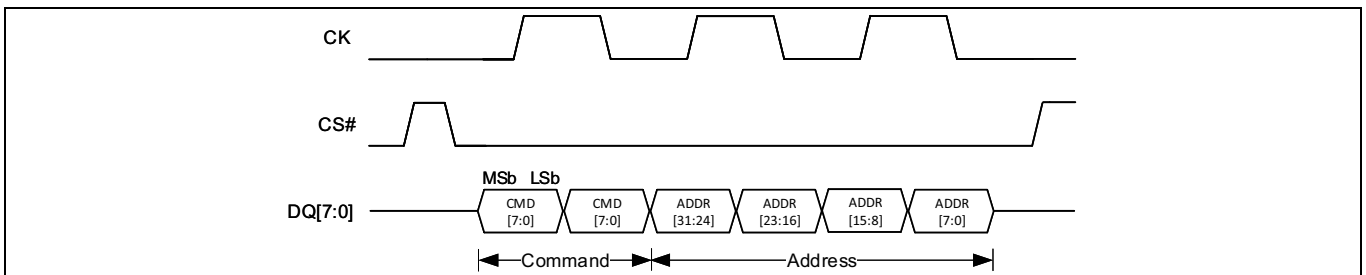 CK
CS#
MSb LSb
DQ[7:0]
CMD CMD ADDR ADDR ADDR ADDR
[7:0] [7:0] [31:24] [23:16] [15:8] [7:0]
Command Address